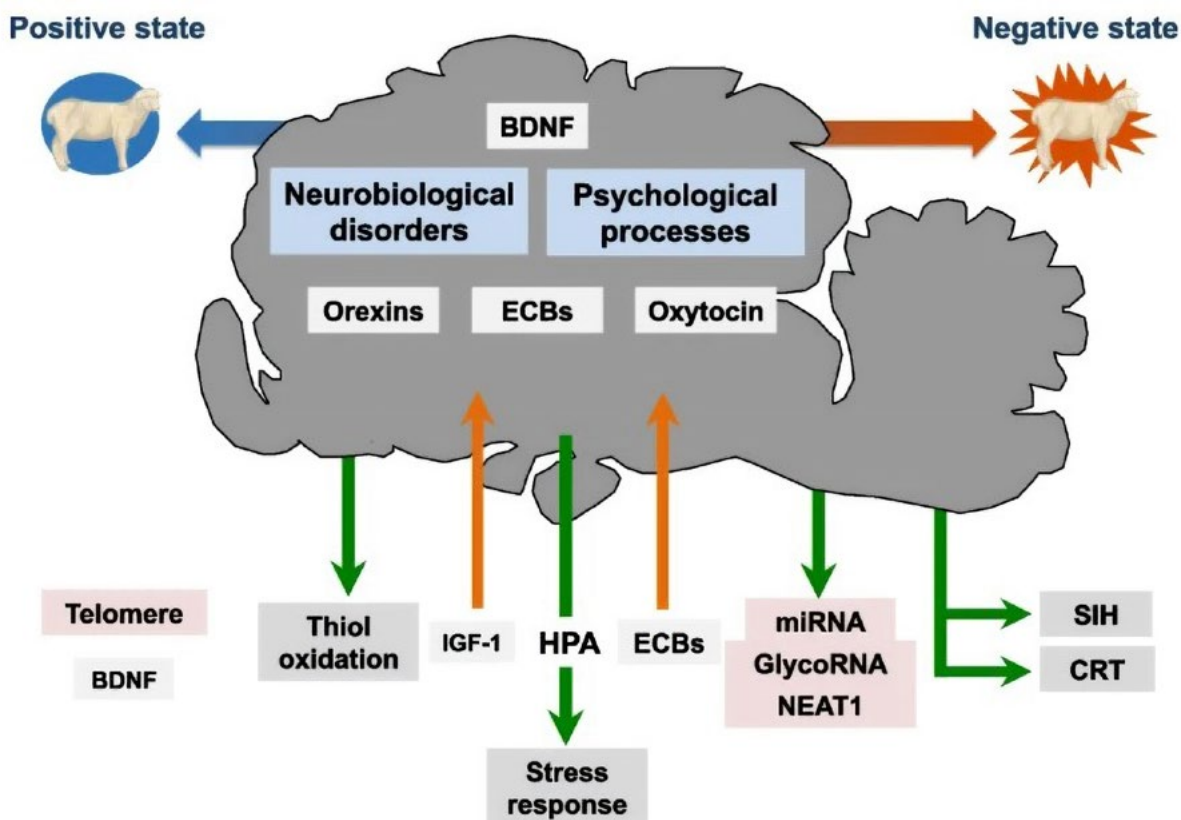 Positive state
Negative state
BDNF
Neurobiological
disorders
Psychological
processes
Orexins
ECBs
Oxytocin
Telomere
BDNF
Thiol
oxidation
IGF-1
HPA
ECBs
miRNA
GlycoRNA
NEAT1
SIH
CRT
Stress
response